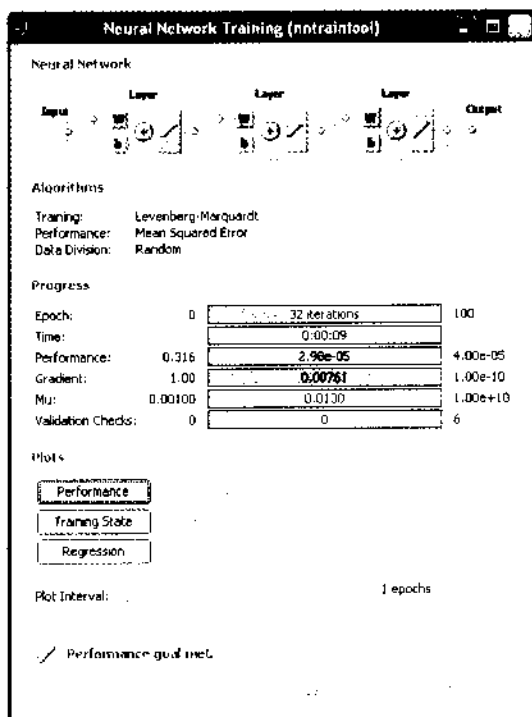 Neural Network Training (nntraintool)
Neural Network
Layer Layer Layer
Input Output
W W W
b b b
Algorithms
Training: Levenberg-Marquardt
Performance: Mean Squared Error
Data Division: Random
Progress
Epoch: 0 32 iterations 100
Time: 0:00:09
Performance: 0.316 2.98e-05 4.00e-05
Gradient: 1.00 0.00761 1.00e-10
Mu: 0.00100 0.0100 1.00e+10
Validation Checks: 0 0 6
Plots
Performance
Training State
Regression
Plot Interval: 1 epochs
Performance goal met.